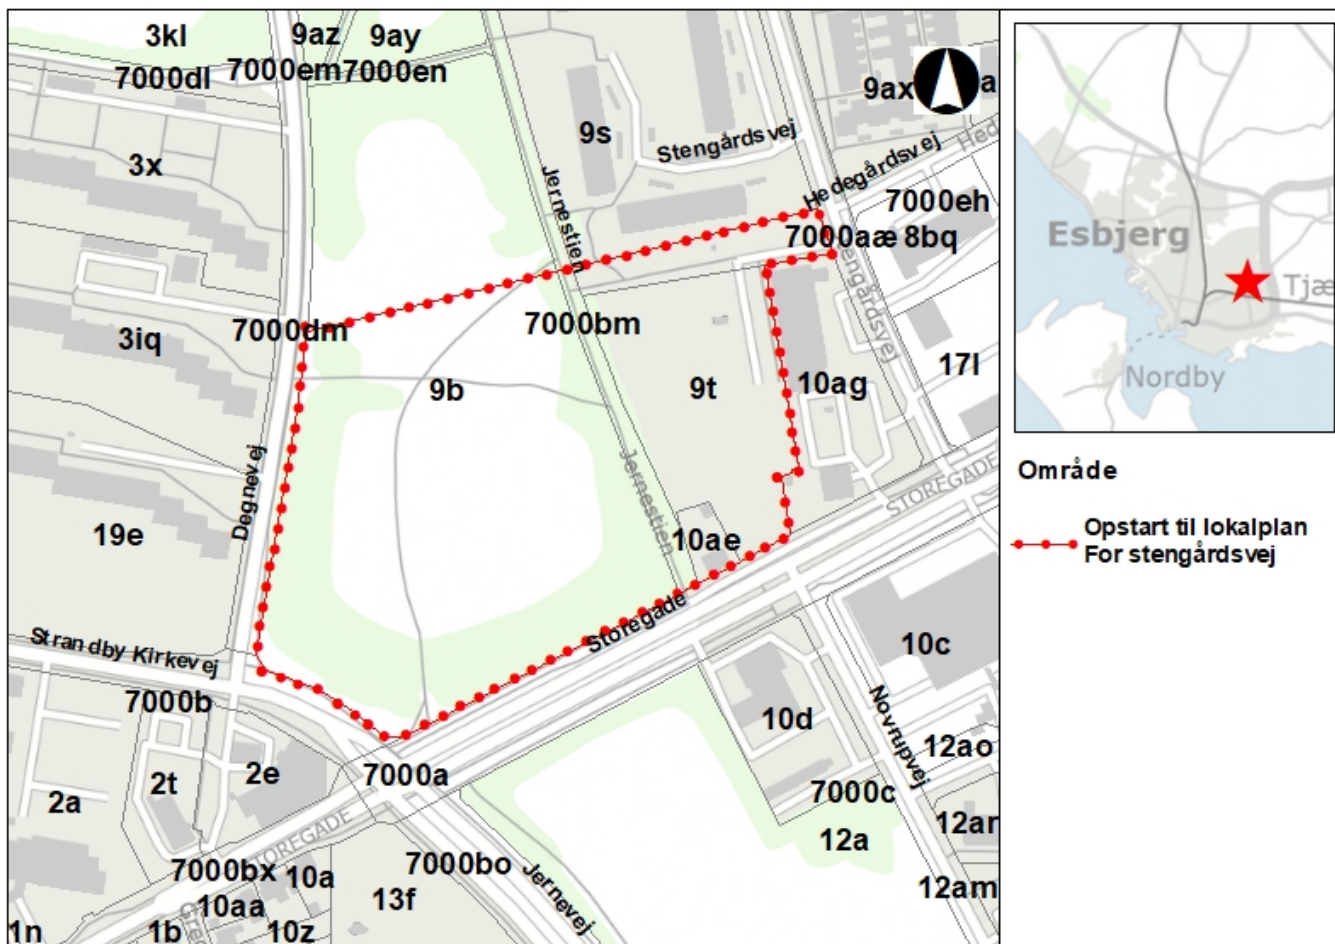 3kl
9az
9ay
7000dl
7000em
7000en
9ax
a
9s
Stengårdsvej
3x
Jernestien
Hedegårdsvej
Hed
7000eh
7000aæ
8bq
engårdsvej
7000dm
3iq
7000bm
9b
9t
10ag
17l
Degnevej
Jernestien
STOREGADE
19e
10ae
Storegade
Strandby Kirkevej
7000b
10c
10d
Novrupvej
2t
2e
7000a
12ao
2a
7000c
STOREGADE
12ar
12a
7000bx
10a
7000bo
Jernevej
12am
10aa
13f
Greg
1n
1b
10z
Esbjerg
Tjæ
Nordby
Område
Opstart til lokalplan
For stengårdsvej